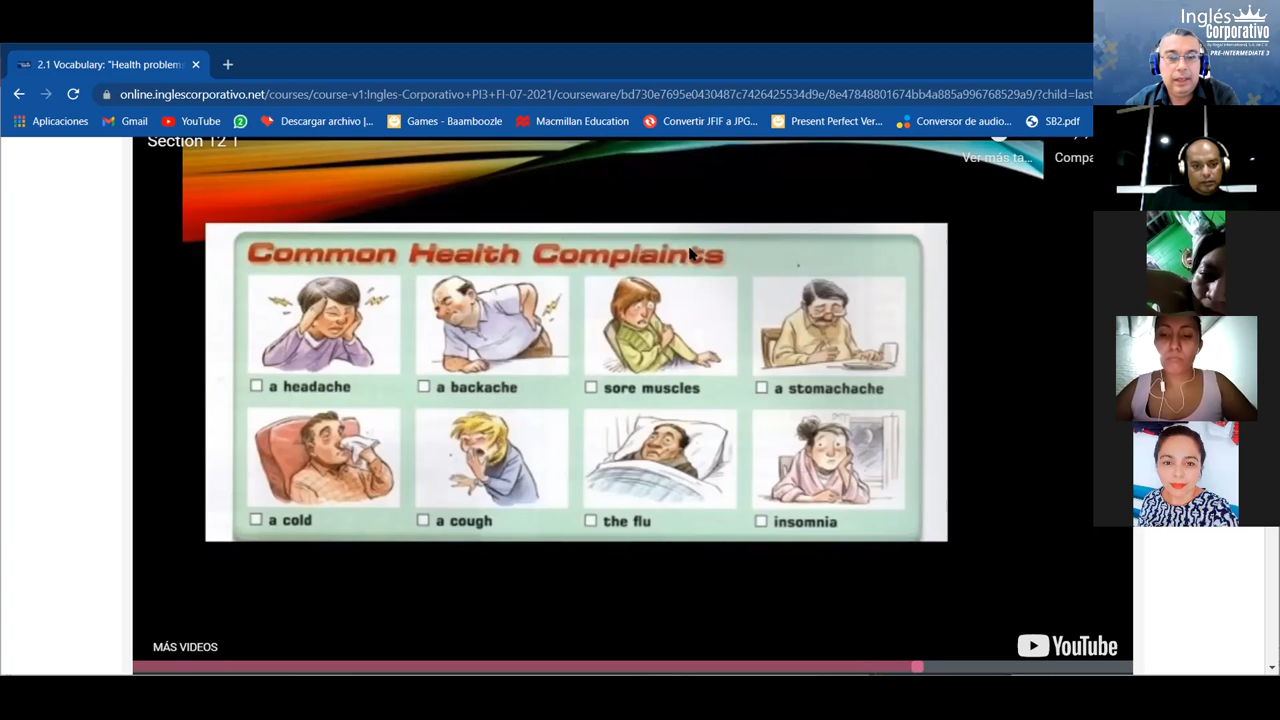 2.1 Vocabulary: "Health problem
online.inglescorporativo.net/courses/course-v1:Ingles-Corporativo+PI3+FI-07-2021/courseware/bd730e7695e0430487c7426425534d9e/8e47848801674bb4a885a996768529a9/?child=last
Aplicaciones Gmail YouTube Descargar archivo |... Games - Baamboozle Macmillan Education Convertir JFIF a JPG... Present Perfect Ver... Conversor de audio... SB2.pdf
Inglés
Corporativo
PRE-INTERMEDIATE 3
Section 12 1
Ver más ta...
Compa
Common Health Complaints
a headache
a backache
sore muscles
a stomachache
a cold
a cough
the flu
insomnia
MÁS VIDEOS
YouTube